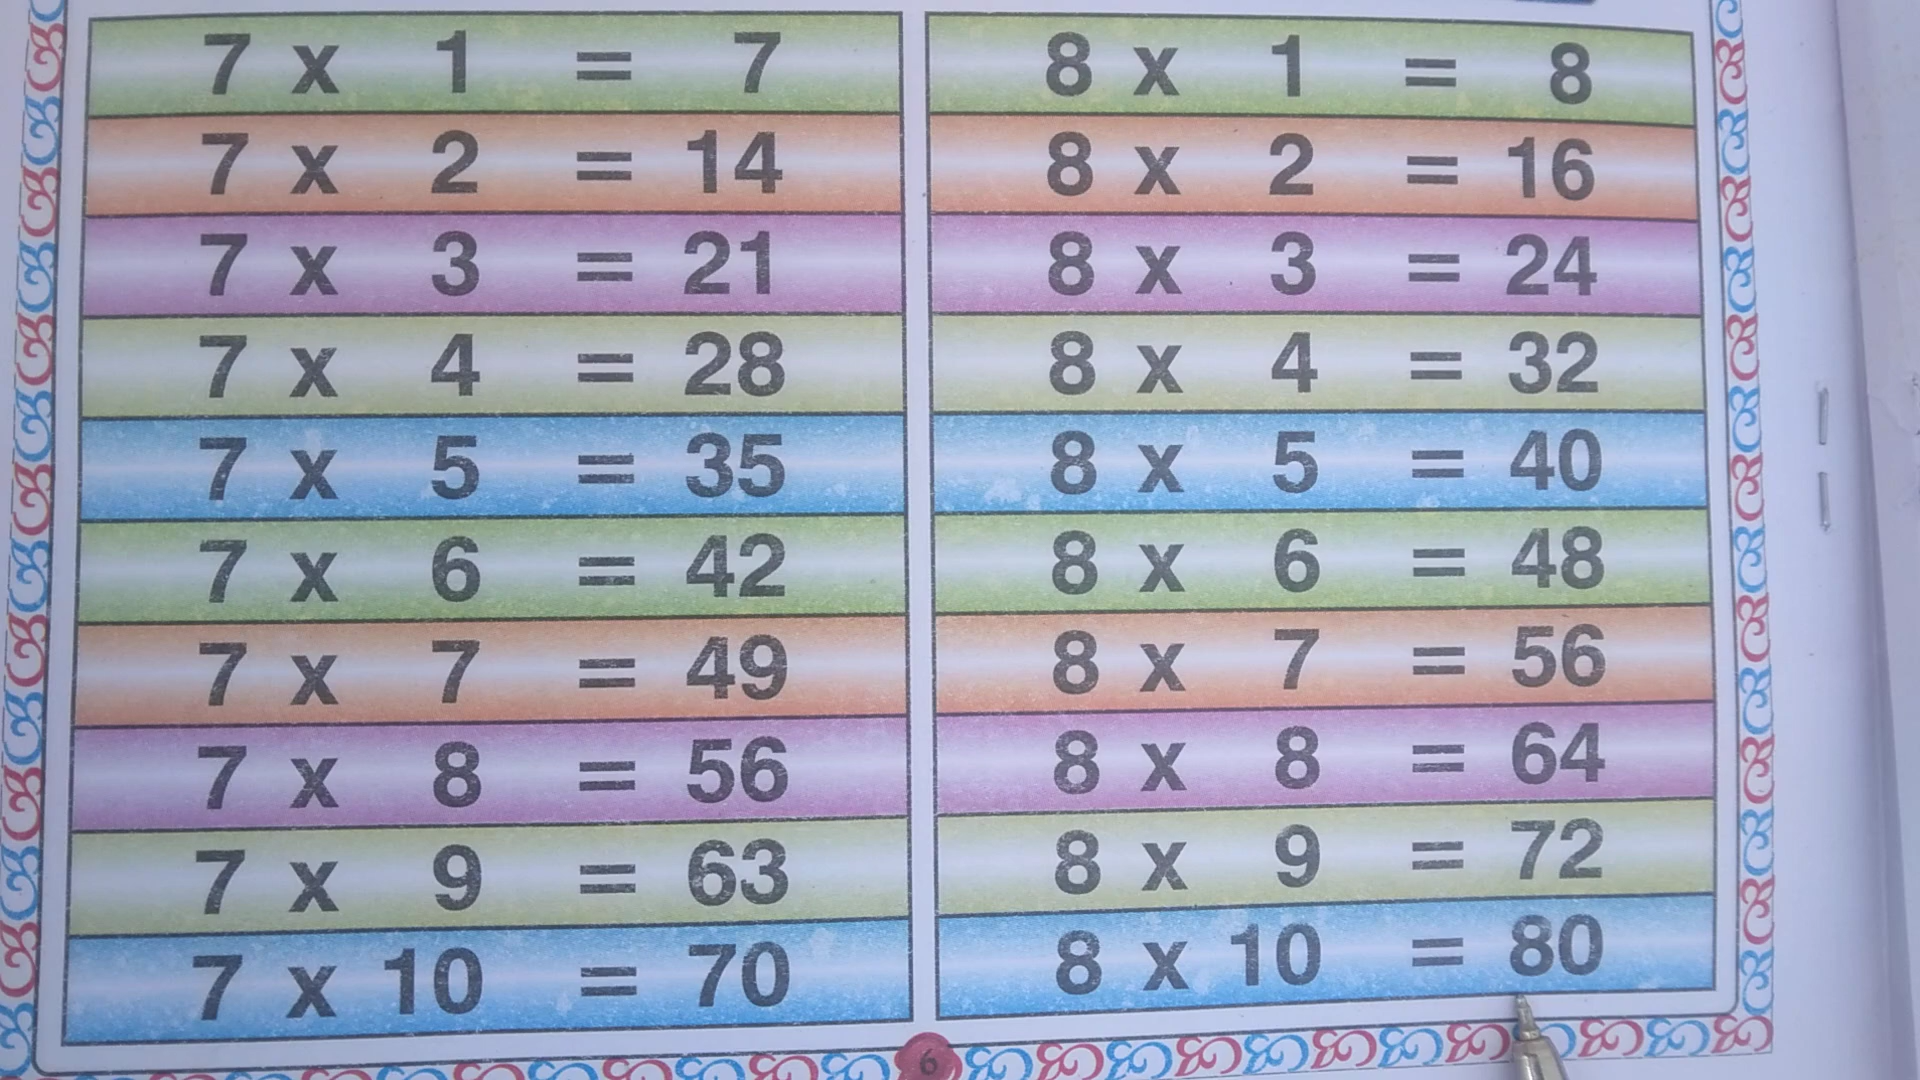 7 x 1 = 7
7 x 2 = 14
7 x 3 = 21
7 x 4 = 28
7 x 5 = 35
7 x 6 = 42
7 x 7 = 49
7 x 8 = 56
7 x 9 = 63
7 x 10 = 70
8 x 1 = 8
8 x 2 = 16
8 x 3 = 24
8 x 4 = 32
8 x 5 = 40
8 x 6 = 48
8 x 7 = 56
8 x 8 = 64
8 x 9 = 72
8 x 10 = 80
6